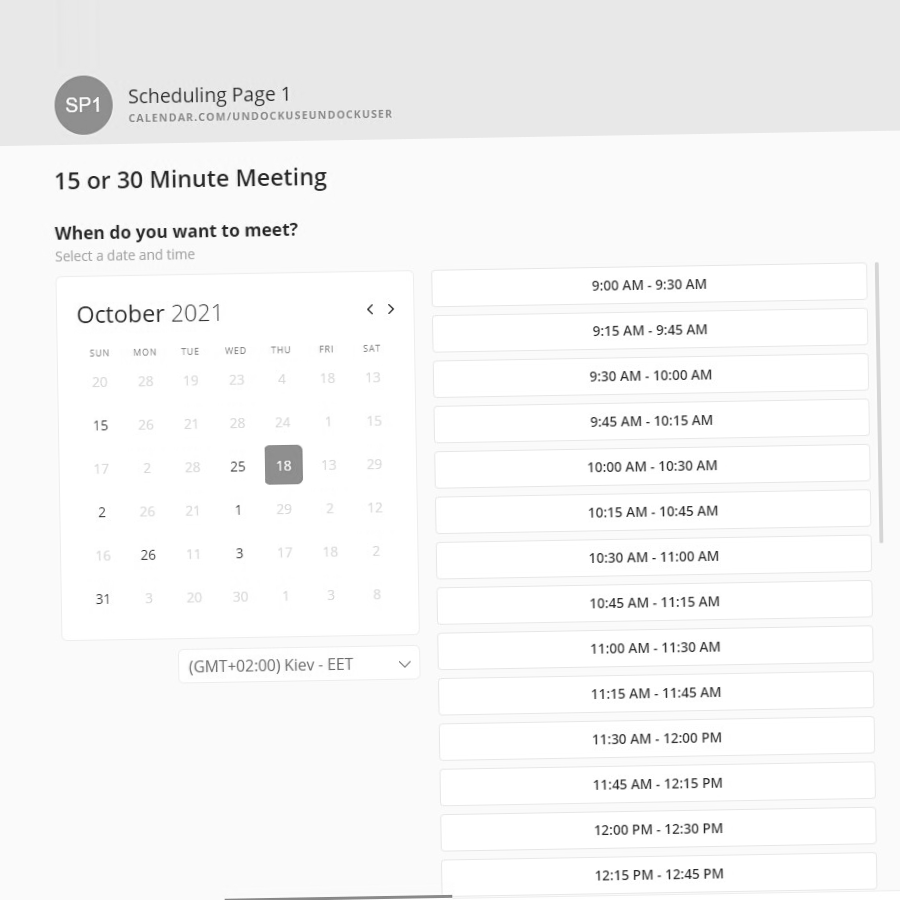 SP1
Scheduling Page 1
CALENDAR.COM/UNDOCKUSEUNDOCKUSER
15 or 30 Minute Meeting
When do you want to meet?
Select a date and time
October 2021
SUN MON TUE WED THU FRI SAT
20 28 19 23 4 18 13
15 26 21 28 24 1 15
17 2 28 25 18 13 29
2 26 21 1 29 2 12
16 26 11 3 17 18 2
31 3 20 30 1 3 8
(GMT+02:00) Kiev - EET
9:00 AM - 9:30 AM
9:15 AM - 9:45 AM
9:30 AM - 10:00 AM
9:45 AM - 10:15 AM
10:00 AM - 10:30 AM
10:15 AM - 10:45 AM
10:30 AM - 11:00 AM
10:45 AM - 11:15 AM
11:00 AM - 11:30 AM
11:15 AM - 11:45 AM
11:30 AM - 12:00 PM
11:45 AM - 12:15 PM
12:00 PM - 12:30 PM
12:15 PM - 12:45 PM